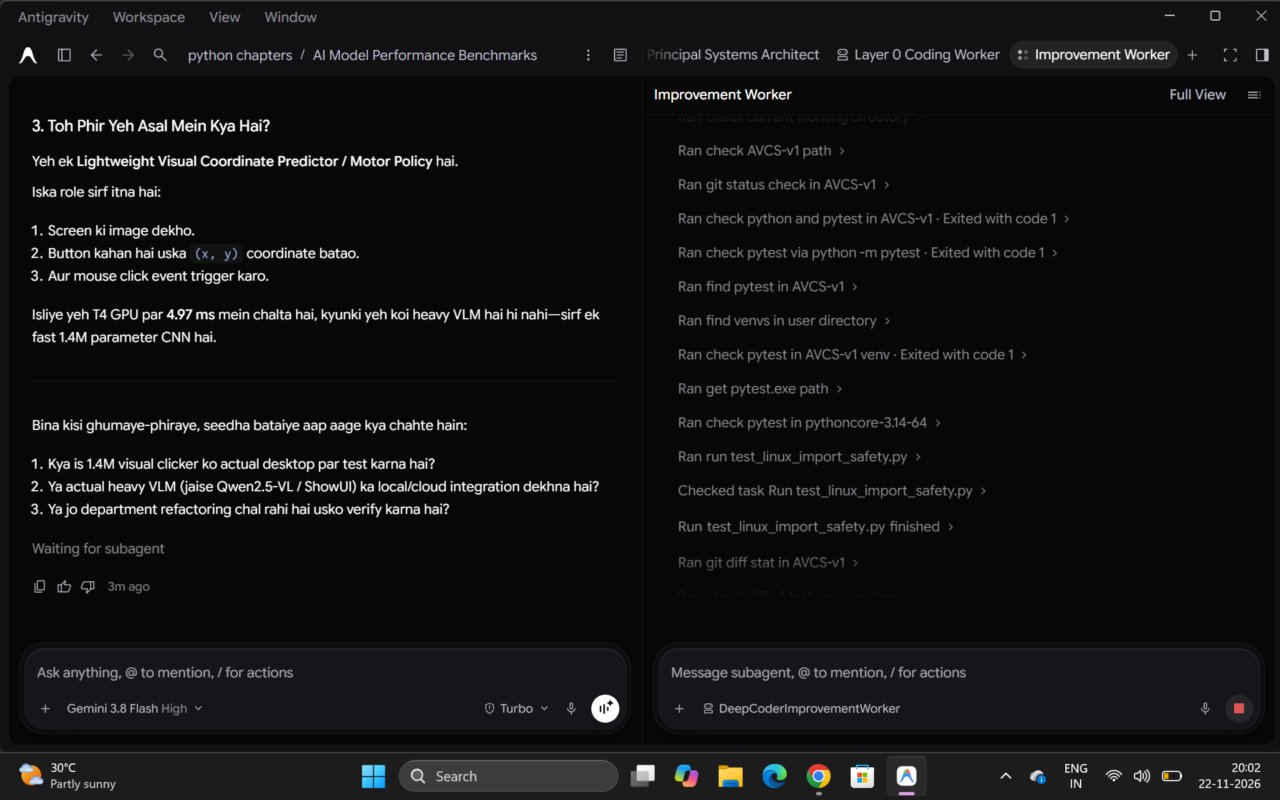 Antigravity Workspace View Window
python chapters / AI Model Performance Benchmarks
Principal Systems Architect Layer 0 Coding Worker Improvement Worker
3. Toh Phir Yeh Asal Mein Kya Hai?
Yeh ek Lightweight Visual Coordinate Predictor / Motor Policy hai.
Iska role sirf itna hai:
1. Screen ki image dekho.
2. Button kahan hai uska (x, y) coordinate batao.
3. Aur mouse click event trigger karo.
Isliye yeh T4 GPU par 4.97 ms mein chalta hai, kyunki yeh koi heavy VLM hai hi nahi—sirf ek
fast 1.4M parameter CNN hai.
Bina kisi ghumaye-phiraye, seedha bataiye aap aage kya chahte hain:
1. Kya is 1.4M visual clicker ko actual desktop par test karna hai?
2. Ya actual heavy VLM (jaise Qwen2.5-VL / ShowUI) ka local/cloud integration dekhna hai?
3. Ya jo department refactoring chal rahi hai usko verify karna hai?
Waiting for subagent
3m ago
Ask anything, @ to mention, / for actions
Gemini 3.8 Flash High Turbo
Improvement Worker Full View
Ran check current working directory
Ran check AVCS-v1 path
Ran git status check in AVCS-v1
Ran check python and pytest in AVCS-v1 · Exited with code 1
Ran check pytest via python -m pytest · Exited with code 1
Ran find pytest in AVCS-v1
Ran find venvs in user directory
Ran check pytest in AVCS-v1 venv · Exited with code 1
Ran get pytest.exe path
Ran check pytest in pythoncore-3.14-64
Ran run test_linux_import_safety.py
Checked task Run test_linux_import_safety.py
Run test_linux_import_safety.py finished
Ran git diff stat in AVCS-v1
Ran check diff of
Message subagent, @ to mention, / for actions
DeepCoderImprovementWorker
30°C
Partly sunny
Search
ENG
IN
20:02
22-11-2026